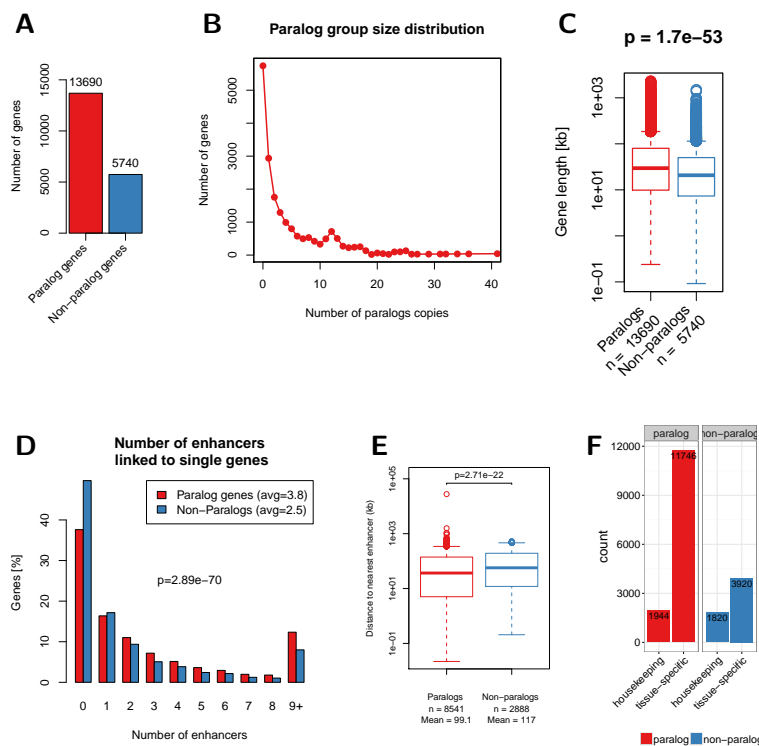 A
Number of genes
15000
10000
5000
0
13690
5740
Paralog genes
Non−paralog genes
B
Paralog group size distribution
Number of genes
5000
3000
1000
0
0
10
20
30
40
Number of paralogs copies
C
p = 1.7e−53
Gene length [kb]
1e+03
1e+01
1e−01
Paralogs
n = 13690
Non−paralogs
n = 5740
D
Number of enhancers
linked to single genes
Genes [%]
40
30
20
10
0
Paralog genes (avg=3.8)
Non−Paralogs (avg=2.5)
p=2.89e−70
0
1
2
3
4
5
6
7
8
9+
Number of enhancers
E
Distance to nearest enhancer (kb)
1e+05
1e+03
1e+01
1e−01
p=2.71e−22
Paralogs
n = 8541
Mean = 99.1
Non−paralogs
n = 2888
Mean = 117
F
paralog
non−paralog
count
12000
9000
6000
3000
0
1944
11746
1820
3920
housekeeping
tissue−specific
housekeeping
tissue−specific
paralog
non−paralog